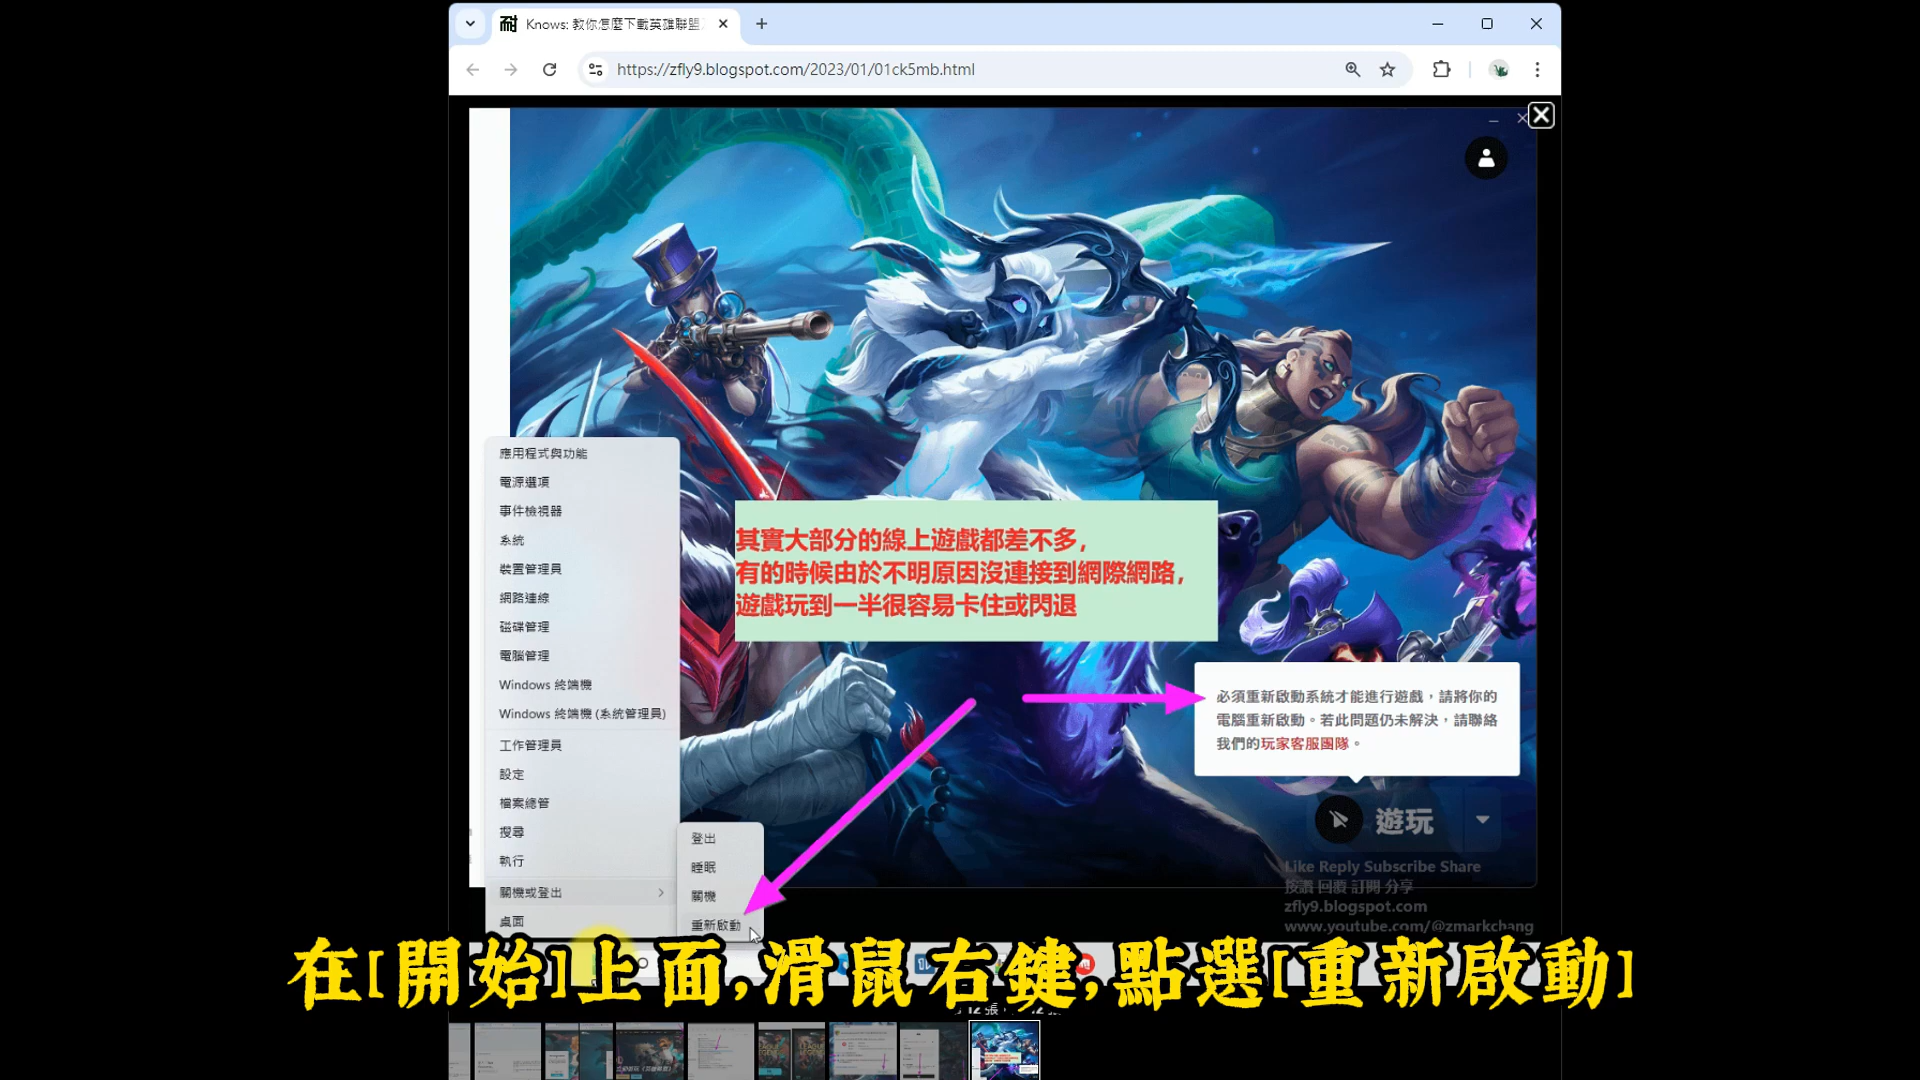 Knows: 教你怎麼下載英雄聯盟
https://zfly9.blogspot.com/2023/01/01ck5mb.html
應用程式與功能
電源選項
事件檢視器
系統
裝置管理員
網路連線
磁碟管理
電腦管理
Windows 終端機
Windows 終端機 (系統管理員)
工作管理員
設定
檔案總管
搜尋
執行
關機或登出
桌面
登出
睡眠
關機
重新啟動
其實大部分的線上遊戲都差不多,
有的時候由於不明原因沒連接到網際網路,
遊戲玩到一半很容易卡住或閃退
必須重新啟動系統才能進行遊戲，請將你的
電腦重新啟動。若此問題仍未解決，請聯絡
我們的玩家客服團隊。
遊玩
Like Reply Subscribe Share
按讚 回覆 訂閱 分享
zfly9.blogspot.com
www.youtube.com/@zmarkchang
在[開始]上面,滑鼠右鍵,點選[重新啟動]